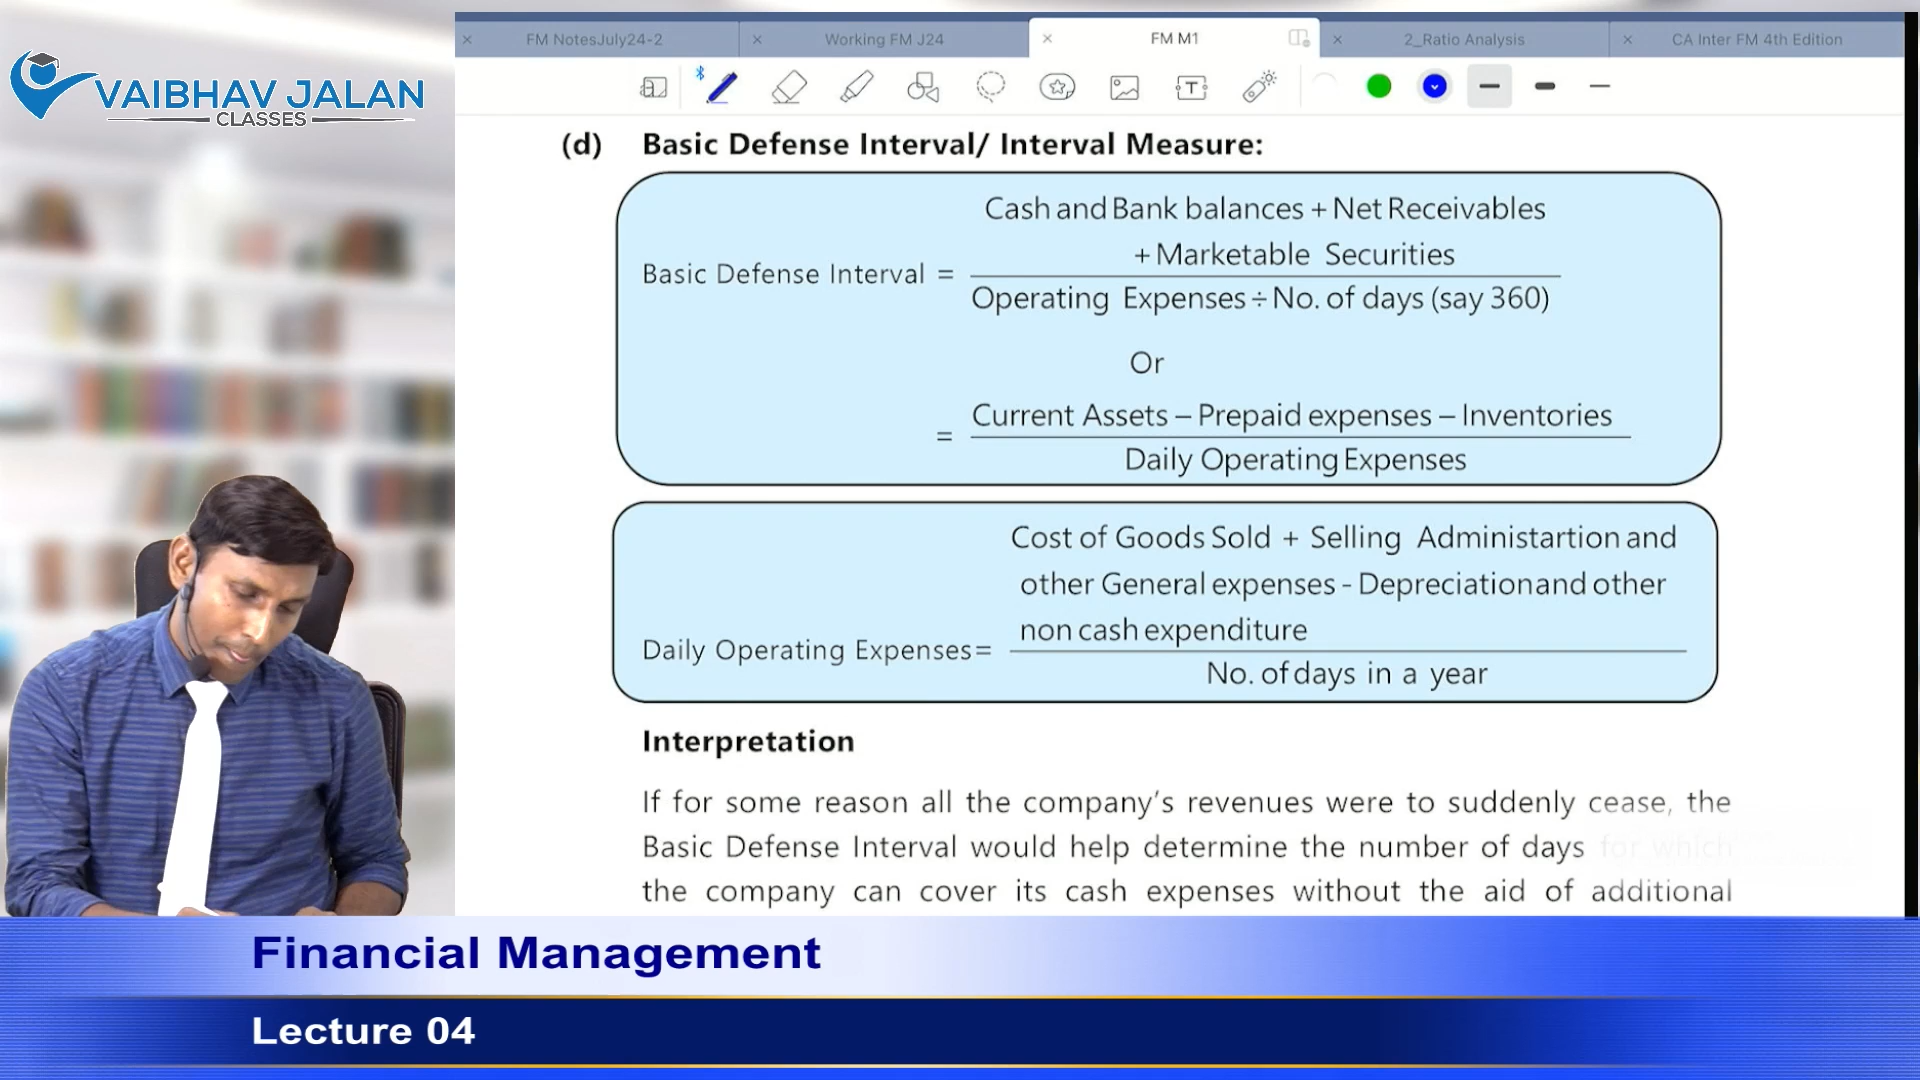 VAIBHAV JALAN
CLASSES
FM NotesJuly24-2
Working FM J24
FM M1
2_Ratio Analysis
CA Inter FM 4th Edition
(d) Basic Defense Interval/ Interval Measure:
Cash and Bank balances + Net Receivables
+ Marketable Securities
Basic Defense Interval =
Operating Expenses ÷ No. of days (say 360)
Or
Current Assets – Prepaid expenses – Inventories
=
Daily Operating Expenses
Cost of Goods Sold + Selling Administartion and
other General expenses - Depreciation and other
non cash expenditure
Daily Operating Expenses =
No. of days in a year
Interpretation
If for some reason all the company's revenues were to suddenly cease, the
Basic Defense Interval would help determine the number of days for which
the company can cover its cash expenses without the aid of additional
Financial Management
Lecture 04